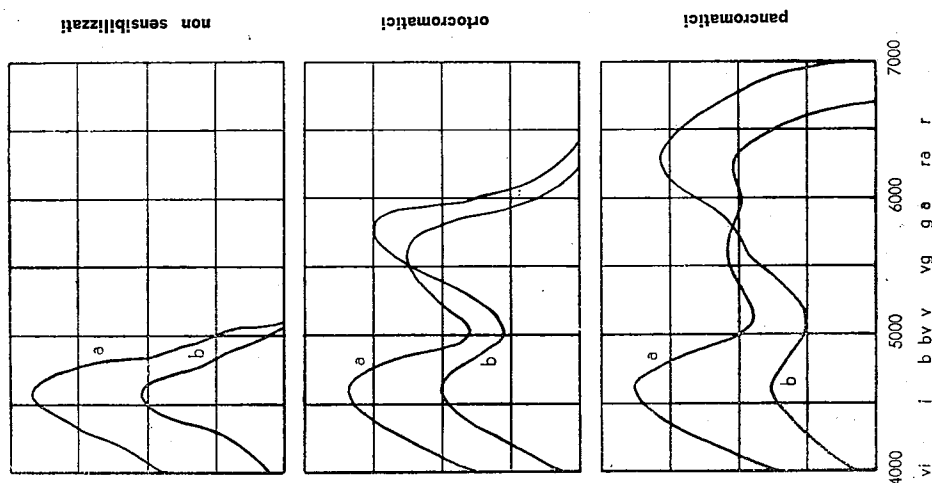 non sensibilizzati
a
b
ortocromatici
a
b
pancromatici
a
b
4000 5000 6000 7000
vi i b bv v vg g a ra r